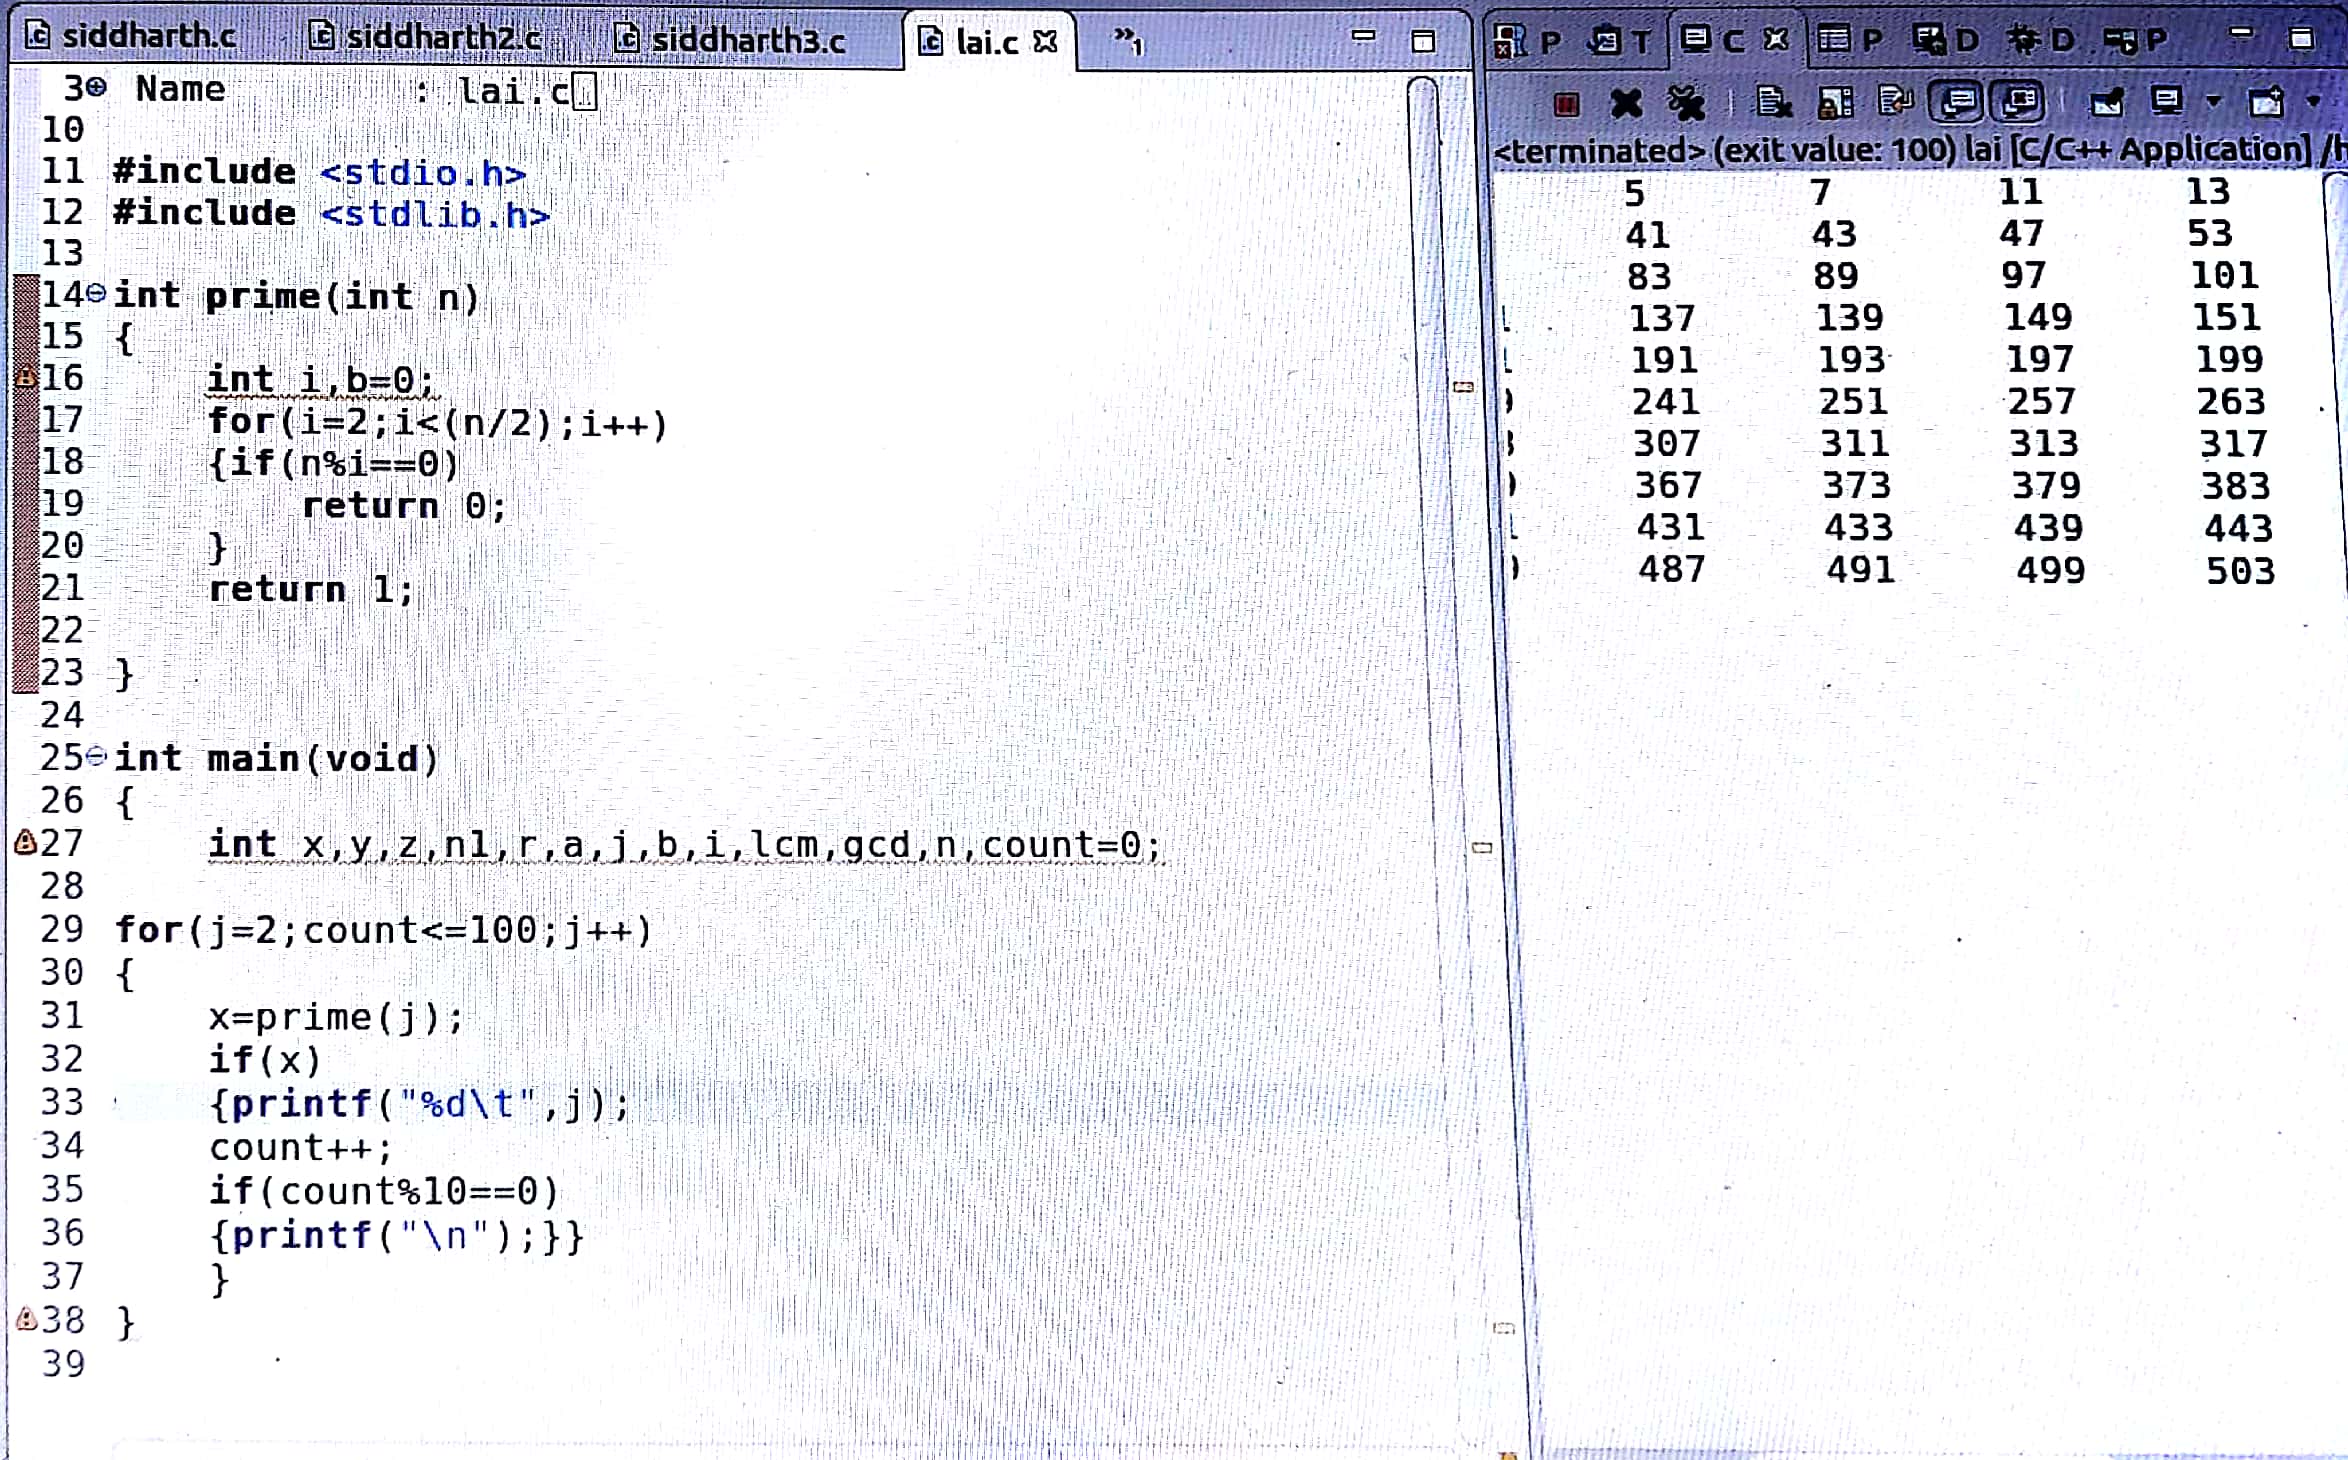 siddharth.c siddharth2.c siddharth3.c lai.c »1
P T C P D D P
3 Name : lai.c
10
11 #include <stdio.h>
12 #include <stdlib.h>
13
14 int prime(int n)
15 {
16 int i,b=0;
17 for(i=2;i<(n/2);i++)
18 {if(n%i==0)
19 return 0;
20 }
21 return 1;
22
23 }
24
25 int main(void)
26 {
27 int x,y,z,n1,r,a,j,b,i,lcm,gcd,n,count=0;
28
29 for(j=2;count<=100;j++)
30 {
31 x=prime(j);
32 if(x)
33 {printf("%d\t",j);
34 count++;
35 if(count%10==0)
36 {printf("\n");}}
37 }
38 }
39
<terminated> (exit value: 100) lai [C/C++ Application] /h
5 7 11 13
41 43 47 53
83 89 97 101
137 139 149 151
191 193 197 199
241 251 257 263
307 311 313 317
367 373 379 383
431 433 439 443
487 491 499 503